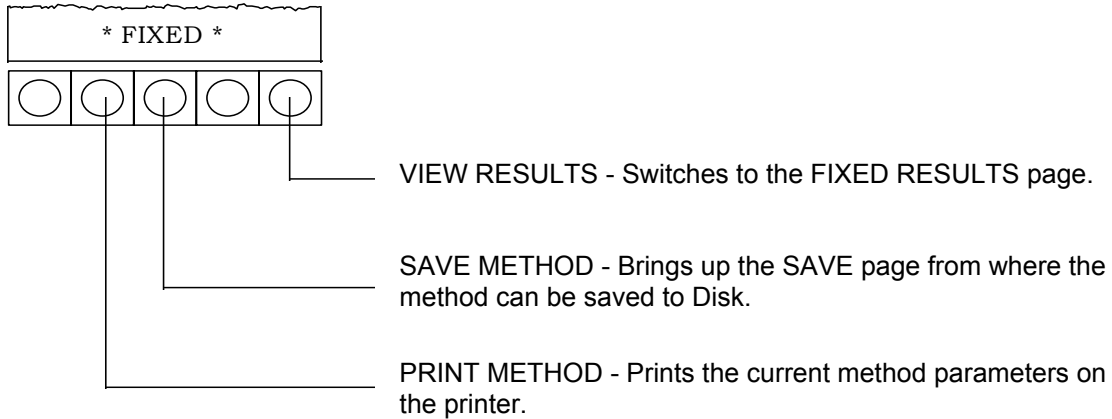 * FIXED *
VIEW RESULTS - Switches to the FIXED RESULTS page.
SAVE METHOD - Brings up the SAVE page from where the
method can be saved to Disk.
PRINT METHOD - Prints the current method parameters on
the printer.